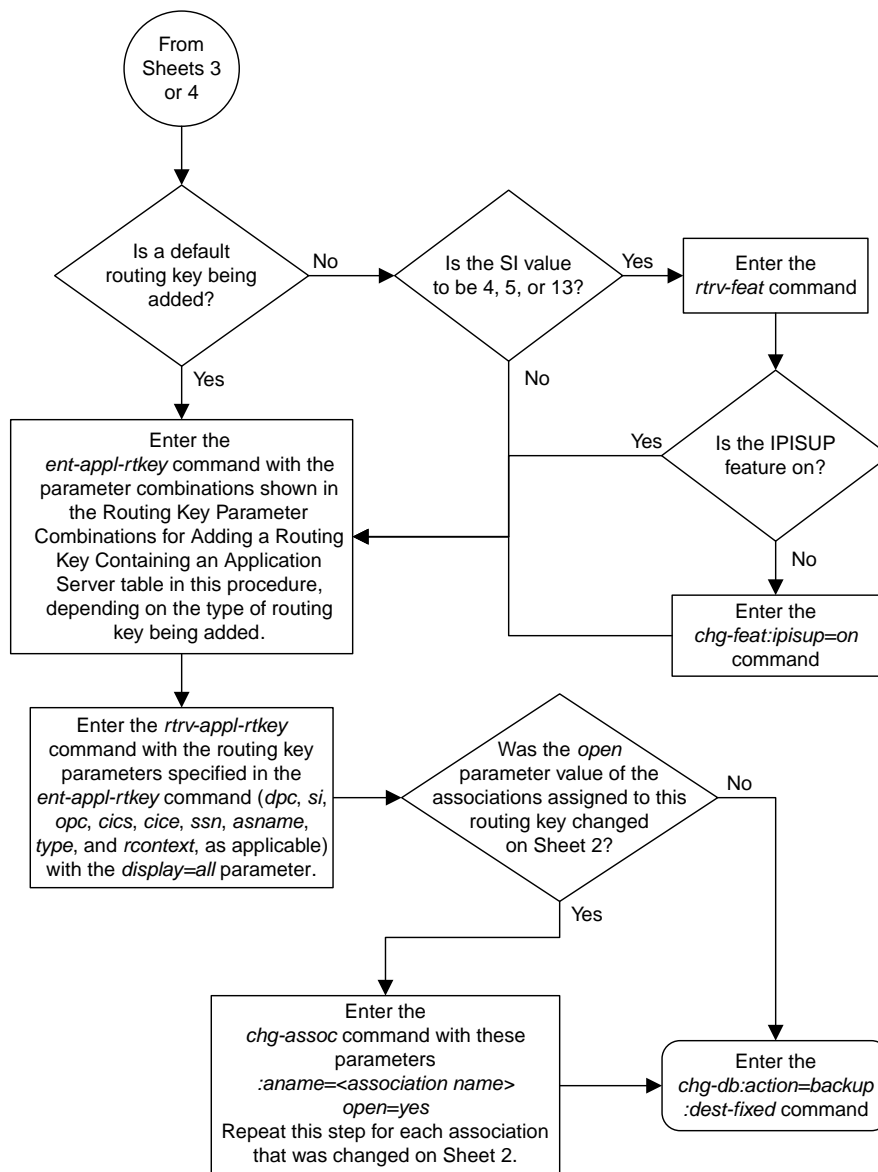 From
Sheets 3
or 4
Is a default
routing key being
added?
No
Yes
Is the SI value
to be 4, 5, or 13?
Yes
No
Enter the
rtrv-feat command
Is the IPISUP
feature on?
Yes
No
Enter the
chg-feat:ipisup=on
command
Enter the
ent-appl-rtkey command with the
parameter combinations shown in
the Routing Key Parameter
Combinations for Adding a Routing
Key Containing an Application
Server table in this procedure,
depending on the type of routing
key being added.
Enter the rtrv-appl-rtkey
command with the routing key
parameters specified in the
ent-appl-rtkey command (dpc, si,
opc, cics, cice, ssn, asname,
type, and rcontext, as applicable)
with the display=all parameter.
Was the open
parameter value of the
associations assigned to this
routing key changed
on Sheet 2?
No
Yes
Enter the
chg-assoc command with these
parameters
:aname=<association name>
open=yes
Repeat this step for each association
that was changed on Sheet 2.
Enter the
chg-db:action=backup
:dest-fixed command